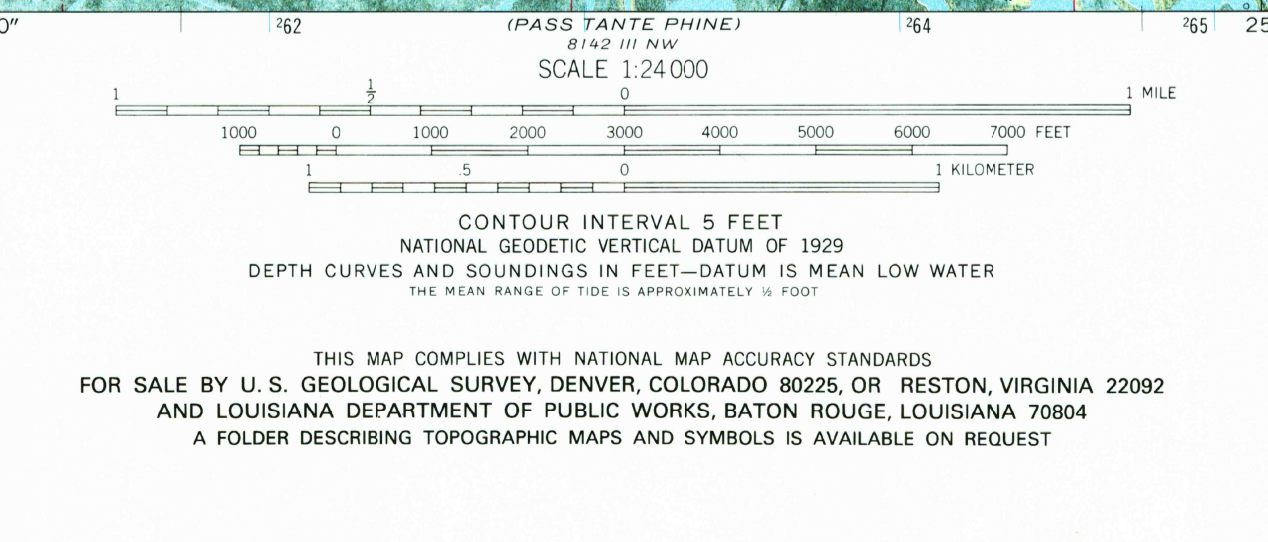 0" ²62 (PASS TANTE PHINE) ²64 ²65 25
8142 III NW
SCALE 1:24 000
1 ½ 0 1 MILE
1000 0 1000 2000 3000 4000 5000 6000 7000 FEET
1 .5 0 1 KILOMETER
CONTOUR INTERVAL 5 FEET
NATIONAL GEODETIC VERTICAL DATUM OF 1929
DEPTH CURVES AND SOUNDINGS IN FEET—DATUM IS MEAN LOW WATER
THE MEAN RANGE OF TIDE IS APPROXIMATELY ½ FOOT
THIS MAP COMPLIES WITH NATIONAL MAP ACCURACY STANDARDS
FOR SALE BY U. S. GEOLOGICAL SURVEY, DENVER, COLORADO 80225, OR RESTON, VIRGINIA 22092
AND LOUISIANA DEPARTMENT OF PUBLIC WORKS, BATON ROUGE, LOUISIANA 70804
A FOLDER DESCRIBING TOPOGRAPHIC MAPS AND SYMBOLS IS AVAILABLE ON REQUEST